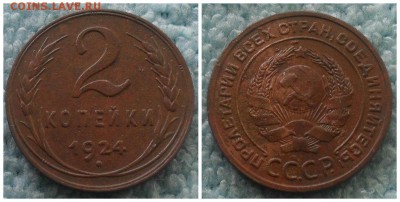 COINS.LAVE.RU
2
КОПЕЙКИ
1924
ПРОЛЕТАРИИ ВСЕХ СТРАН, СОЕДИНЯЙТЕСЬ!
СССР